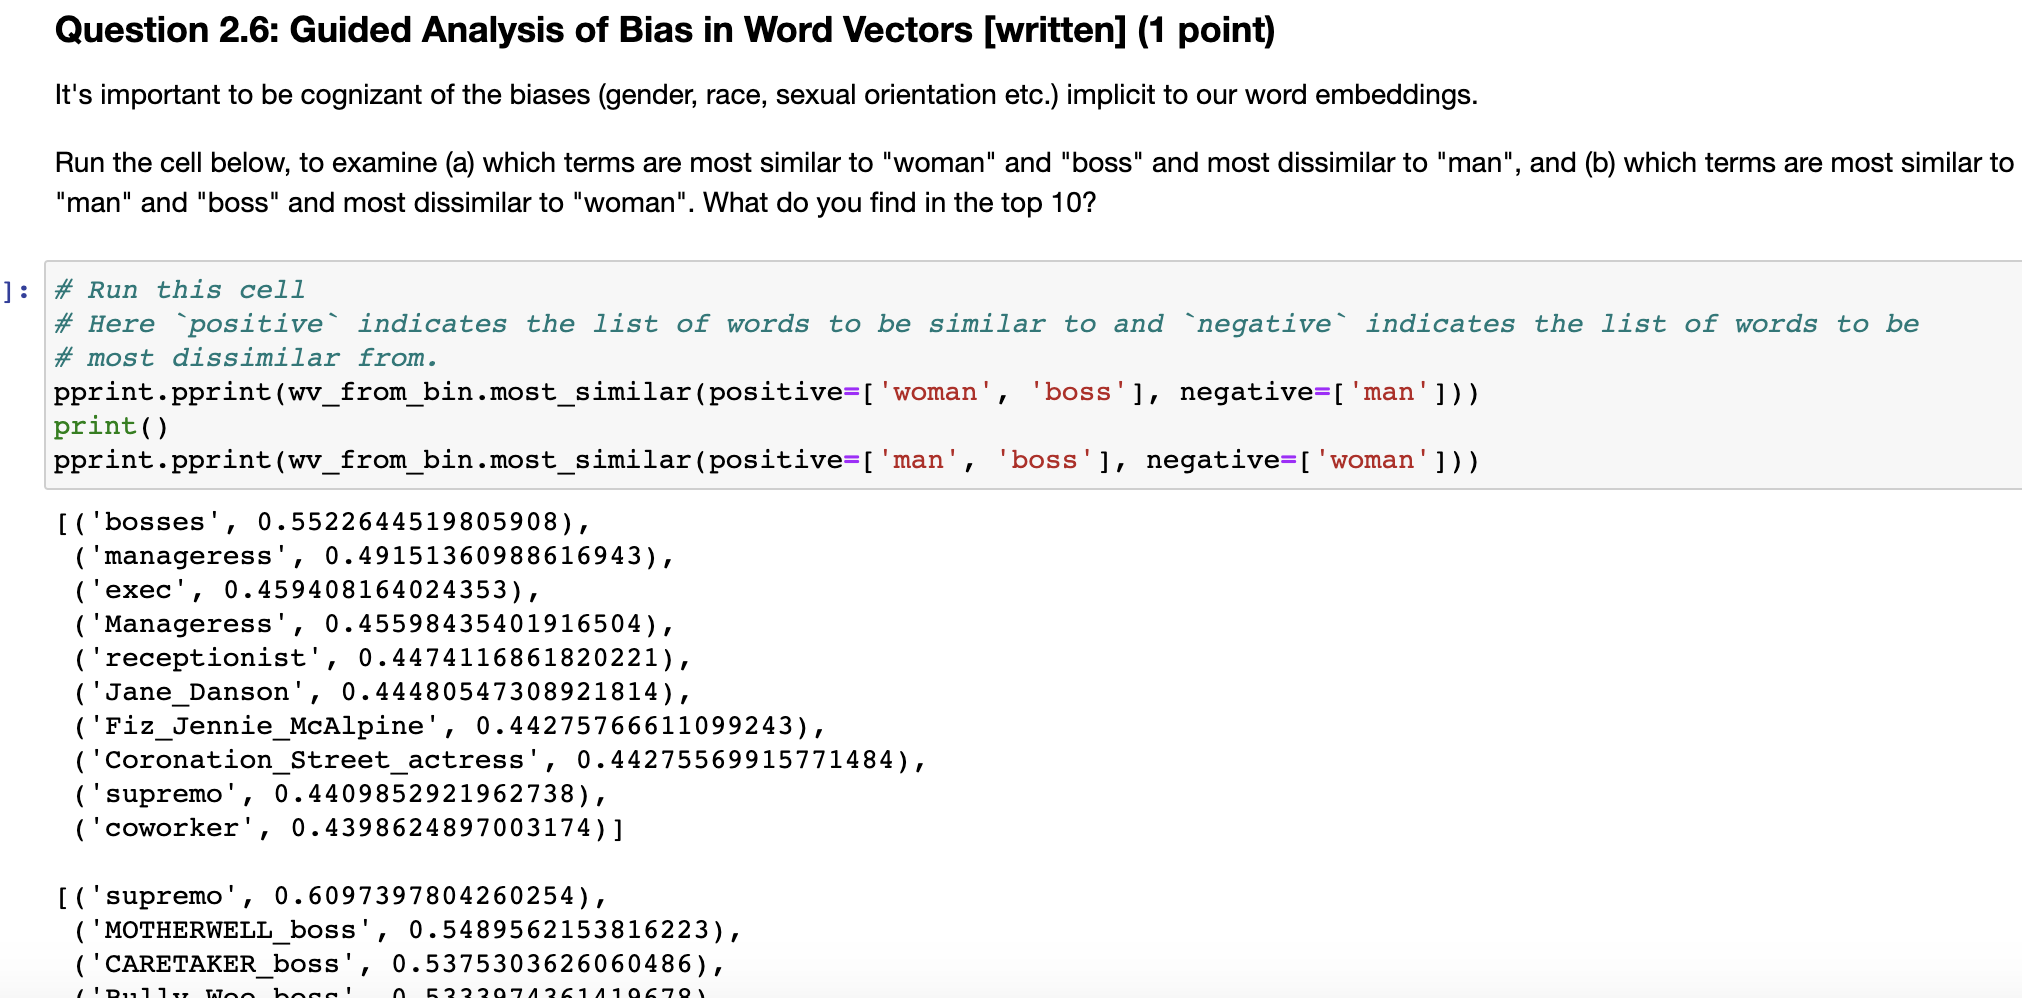 Question 2.6: Guided Analysis of Bias in Word Vectors [written] (1 point)
It's important to be cognizant of the biases (gender, race, sexual orientation etc.) implicit to our word embeddings.
Run the cell below, to examine (a) which terms are most similar to "woman" and "boss" and most dissimilar to "man", and (b) which terms are most similar to
"man" and "boss" and most dissimilar to "woman". What do you find in the top 10?
]:
# Run this cell
# Here `positive` indicates the list of words to be similar to and `negative` indicates the list of words to be
# most dissimilar from.
pprint.pprint(wv_from_bin.most_similar(positive=['woman', 'boss'], negative=['man']))
print()
pprint.pprint(wv_from_bin.most_similar(positive=['man', 'boss'], negative=['woman']))
[('bosses', 0.5522644519805908),
('manageress', 0.49151360988616943),
('exec', 0.459408164024353),
('Manageress', 0.45598435401916504),
('receptionist', 0.4474116861820221),
('Jane_Danson', 0.44480547308921814),
('Fiz_Jennie_McAlpine', 0.44275766611099243),
('Coronation_Street_actress', 0.44275569915771484),
('supremo', 0.4409852921962738),
('coworker', 0.4398624897003174)]
[('supremo', 0.6097397804260254),
('MOTHERWELL_boss', 0.5489562153816223),
('CARETAKER_boss', 0.5375303626060486),
('Bully_Wee_boss', 0.5333974361419678)